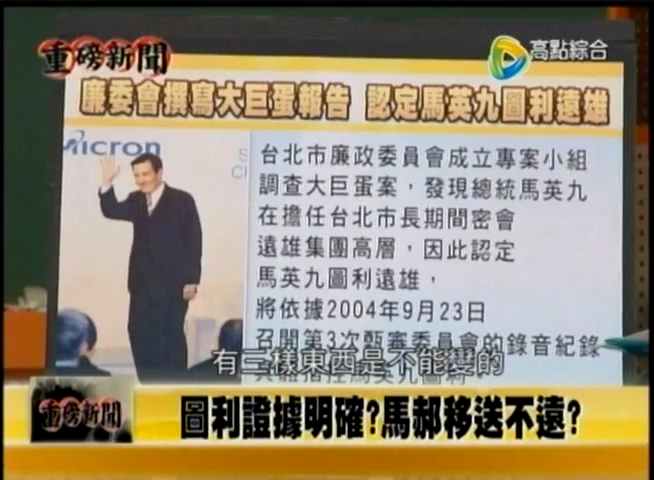 重磅新聞
高點綜合
廉委會撰寫大巨蛋報告 認定馬英九圖利遠雄
Micron
台北市廉政委員會成立專案小組
調查大巨蛋案，發現總統馬英九
在擔任台北市長期間密會
遠雄集團高層，因此認定
馬英九圖利遠雄，
將依據2004年9月23日
召開第3次甄審委員會的錄音紀錄
有三樣東西是不能變的
重磅新聞
圖利證據明確?馬郝移送不遠?